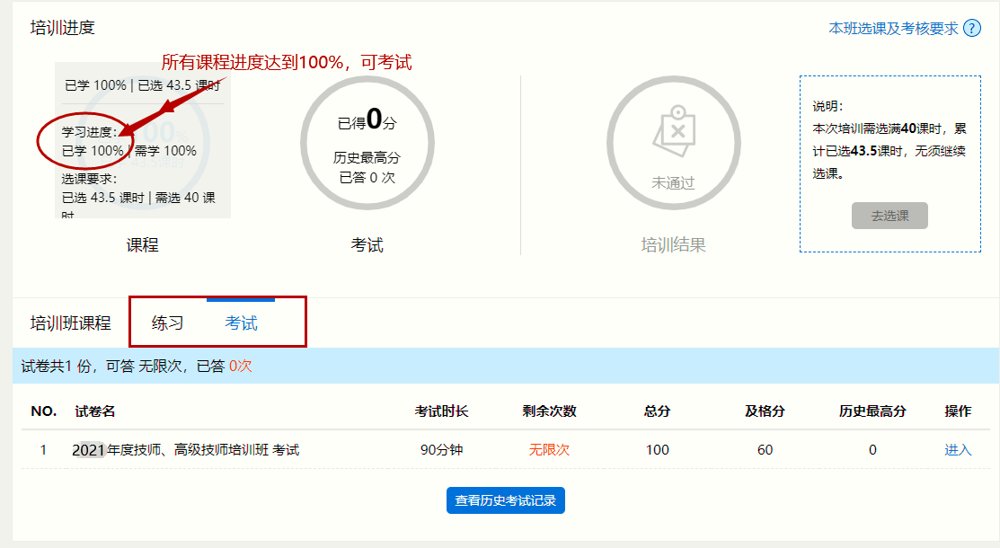 培训进度
本班选课及考核要求 ?
所有课程进度达到100%，可考试
已学 100% | 已选 43.5 课时
学习进度：
已学 100% | 需学 100%
选课要求：
已选 43.5 课时 | 需选 40 课
时
课程
已得0分
历史最高分
已答 0 次
考试
未通过
培训结果
说明：
本次培训需选满40课时，累
计已选43.5课时，无须继续
选课。
去选课
培训班课程 练习 考试
试卷共1 份，可答 无限次，已答 0次
NO. 试卷名 考试时长 剩余次数 总分 及格分 历史最高分 操作
1 2021年度技师、高级技师培训班 考试 90分钟 无限次 100 60 0 进入
查看历史考试记录